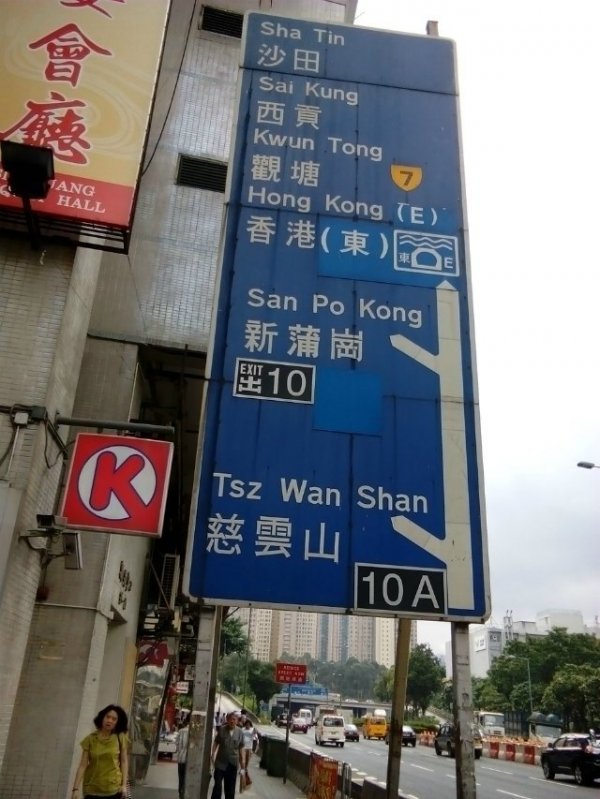 會
廳
JANG
HALL
Sha Tin
沙田
Sai Kung
西貢
Kwun Tong
觀塘
7
Hong Kong (E)
香港(東)
東 E
San Po Kong
新蒲崗
EXIT
出 10
K
Tsz Wan Shan
慈雲山
10A